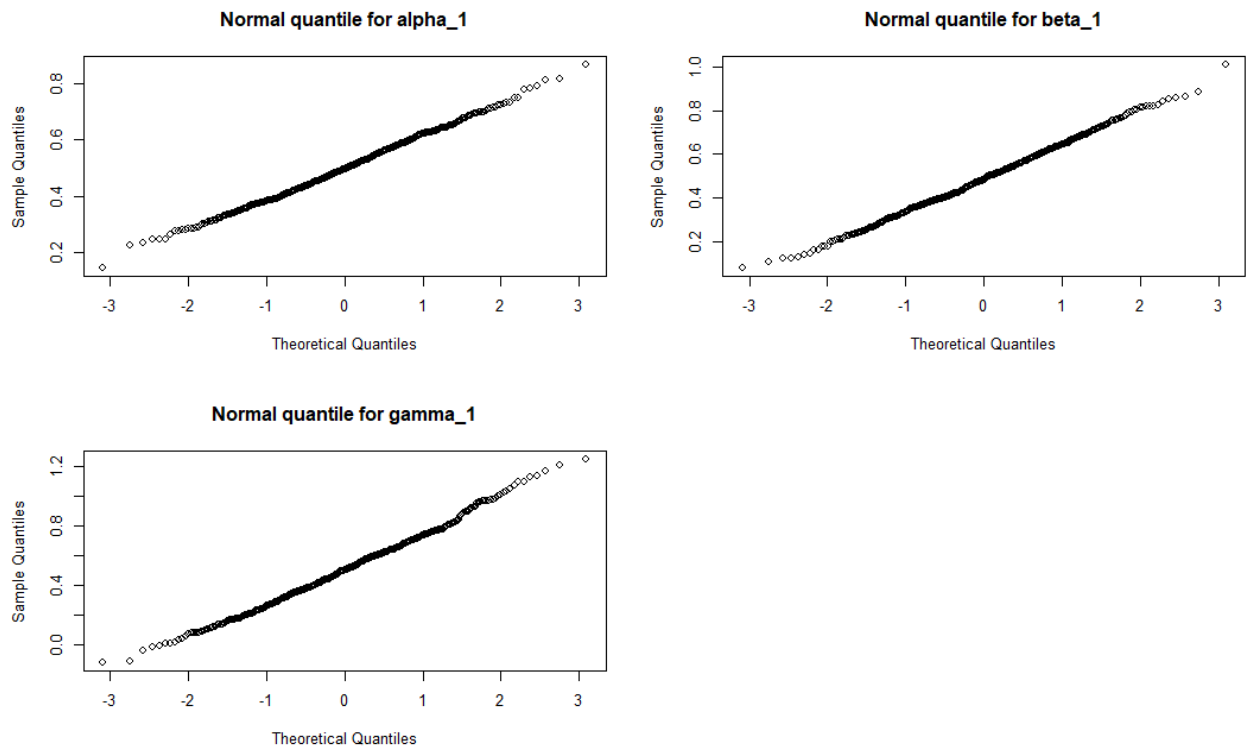 Normal quantile for alpha_1
Sample Quantiles
0.8
0.6
0.4
0.2
-3 -2 -1 0 1 2 3
Theoretical Quantiles
Normal quantile for beta_1
Sample Quantiles
1.0
0.8
0.6
0.4
0.2
-3 -2 -1 0 1 2 3
Theoretical Quantiles
Normal quantile for gamma_1
Sample Quantiles
1.2
0.8
0.4
0.0
-3 -2 -1 0 1 2 3
Theoretical Quantiles